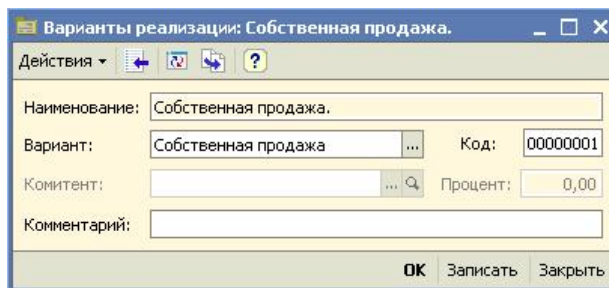 Варианты реализации: Собственная продажа.
Действия
Наименование: Собственная продажа.
Вариант: Собственная продажа ... Код: 00000001
Комитент: ... Процент: 0,00
Комментарий:
OK Записать Закрыть